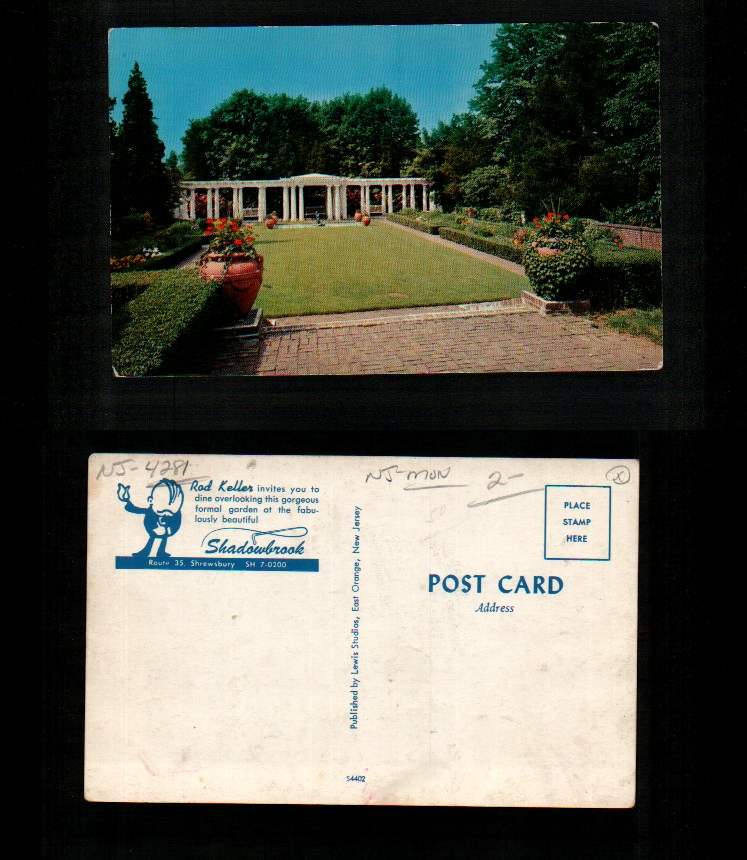 NJ-4281
NJ-MON 2-
X
Rod Keller invites you to
dine overlooking this gorgeous
formal garden at the fabu-
lously beautiful
Shadowbrook
Route 35, Shrewsbury SH 7-0200
Published by Lewis Studios, East Orange, New Jersey
PLACE
STAMP
HERE
POST CARD
Address
S4402